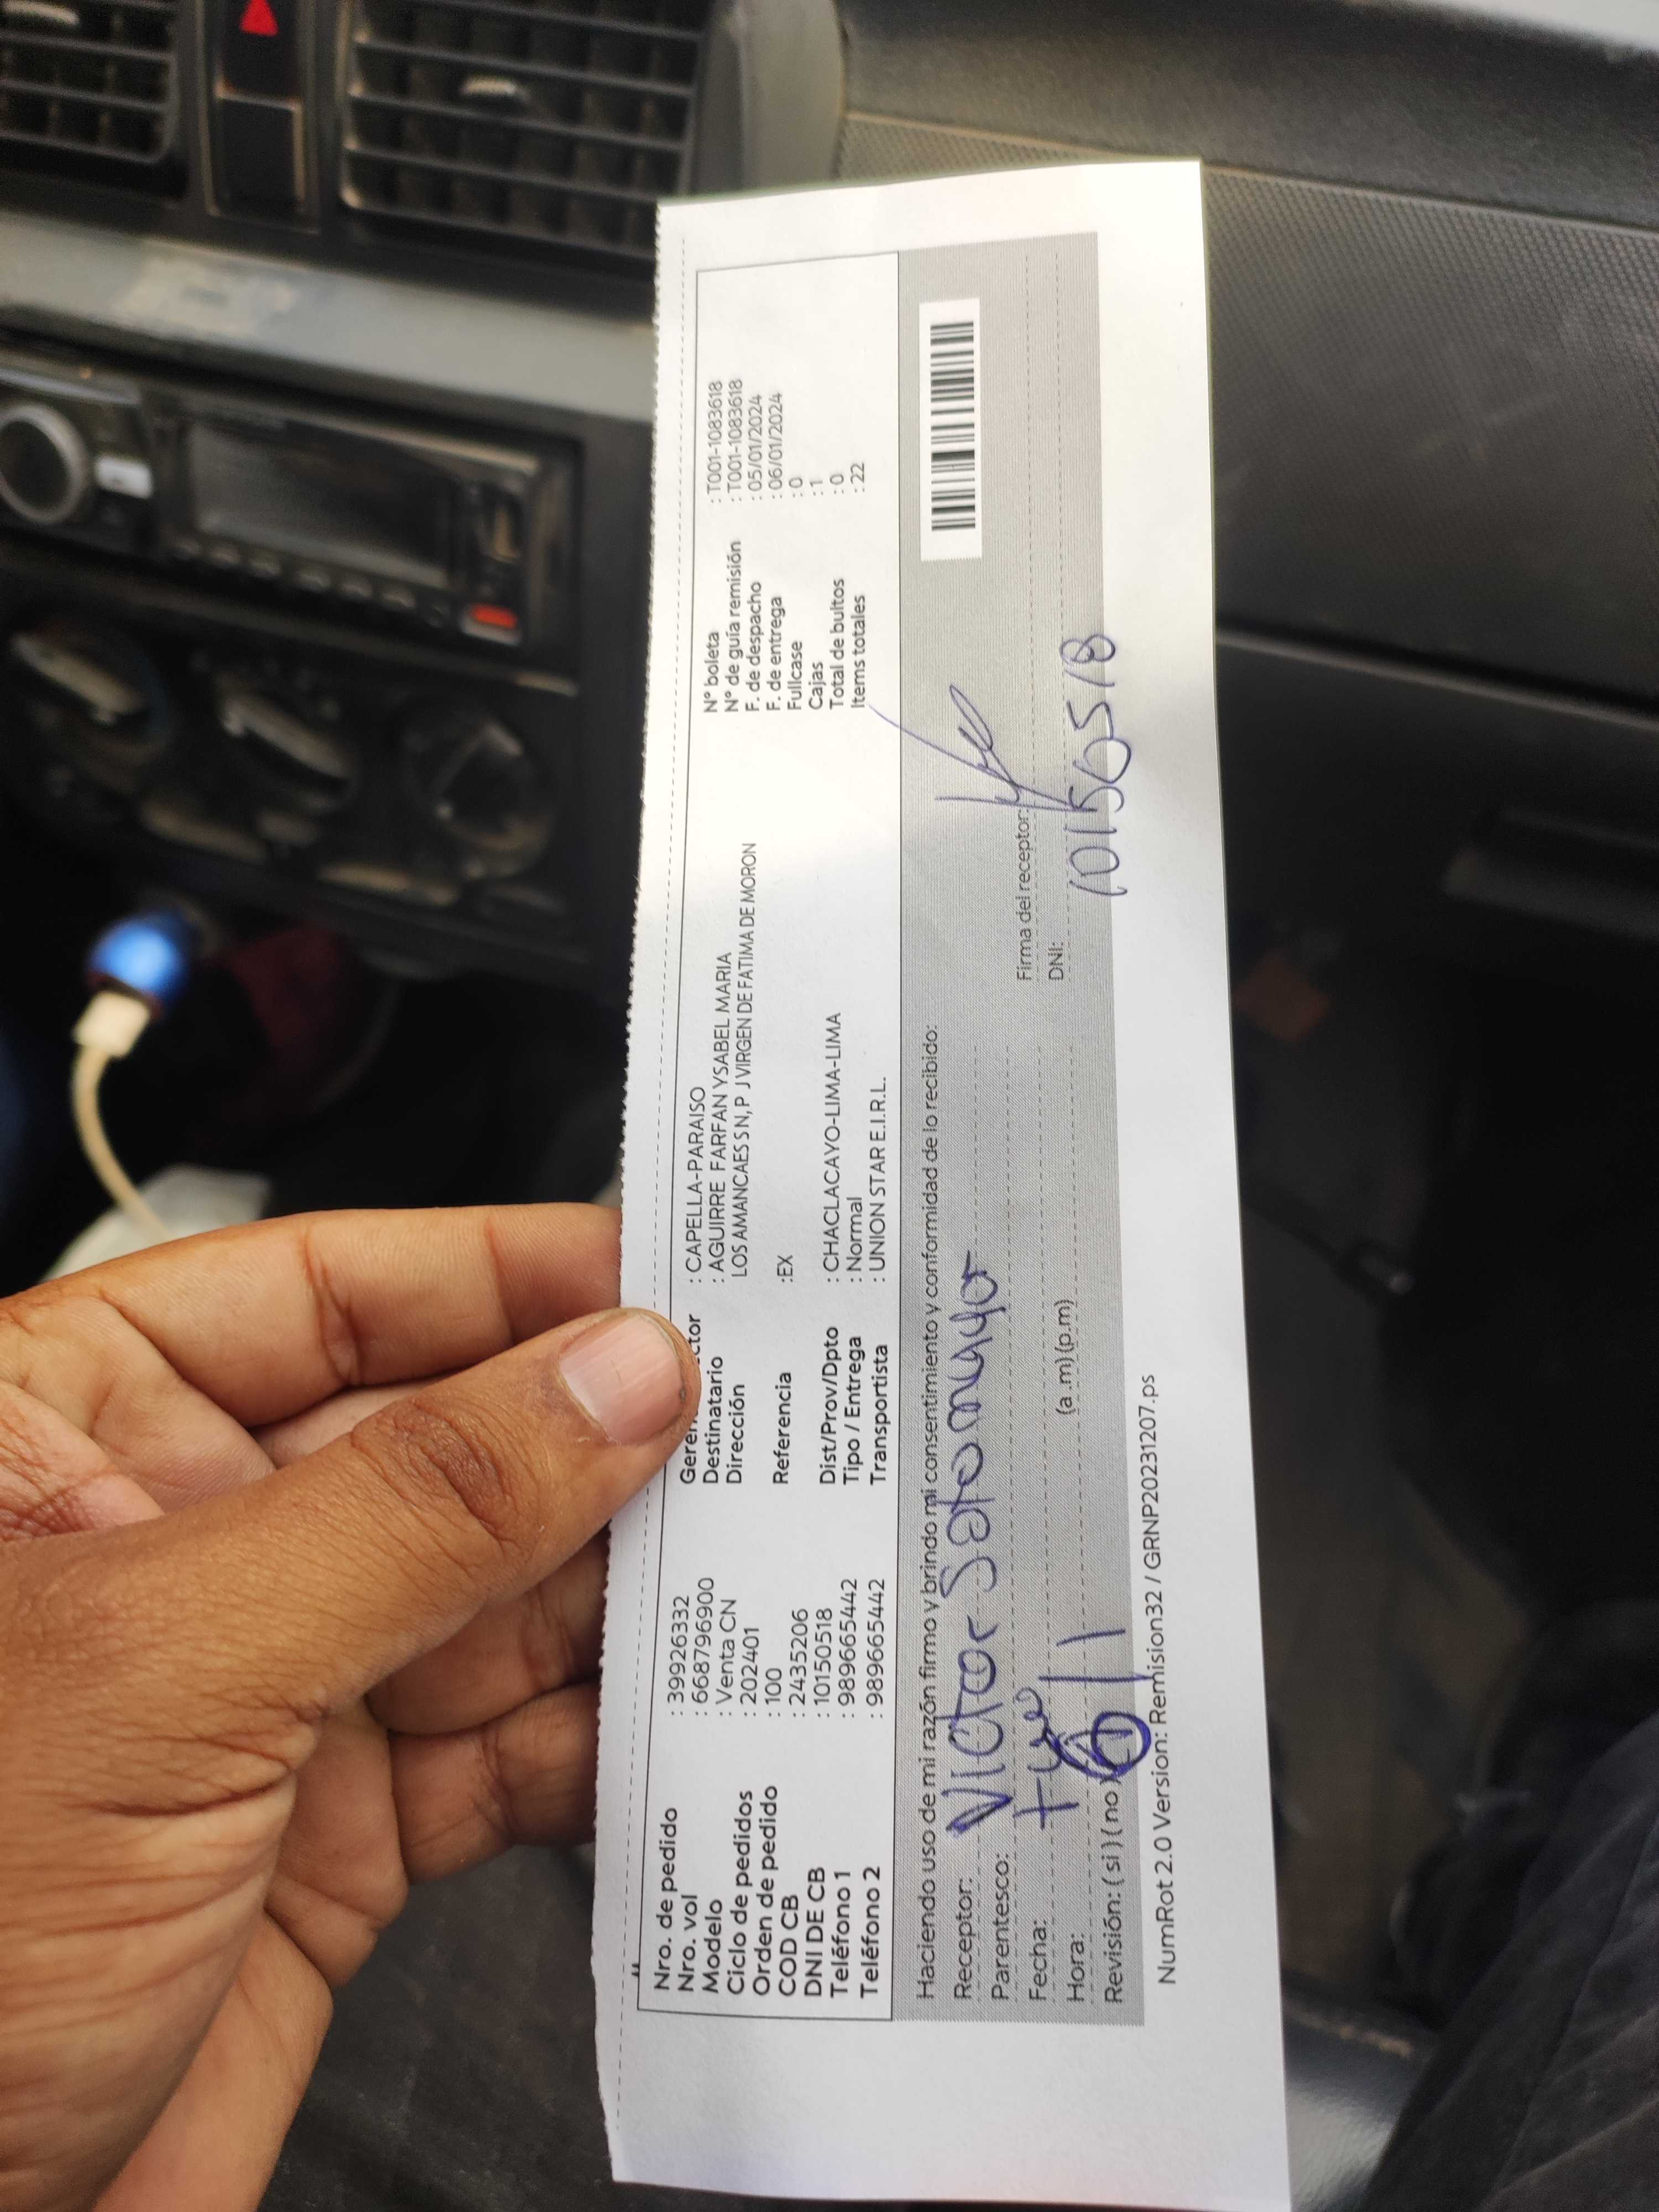 Nro. de pedido : 39926332
Nro. vol : 668796900
Modelo : Venta CN
Ciclo de pedidos : 202401
Orden de pedido : 100
COD CB : 2435206
DNI DE CB : 10150518
Teléfono 1 : 989665442
Teléfono 2 : 989665442
: CAPELLA-PARAISO
Destinatario : AGUIRRE FARFAN YSABEL MARIA
Dirección LOS AMANCAES SN, P J VIRGEN DE FATIMA DE MORON
Referencia :EX
Dist/Prov/Dpto : CHACLACAYO-LIMA-LIMA
Tipo / Entrega : Normal
Transportista : UNION STAR E.I.R.L.
N° boleta : T001-1083618
N° de guía remisión : T001-1083618
F. de despacho : 05/01/2024
F. de entrega : 06/01/2024
Fullcase : 0
Cajas : 1
Total de bultos : 0
Items totales : 22
Haciendo uso de mi razón firmo y brindo mi consentimiento y conformidad de lo recibido:
Receptor: Victor Sotomayor
Parentesco:
Fecha:
Hora: (a.m) (p.m)
Revisión: ( si ) ( no )
Firma del receptor:
DNI:
NumRot 2.0 Version: Remision32 / GRNP20231207.ps